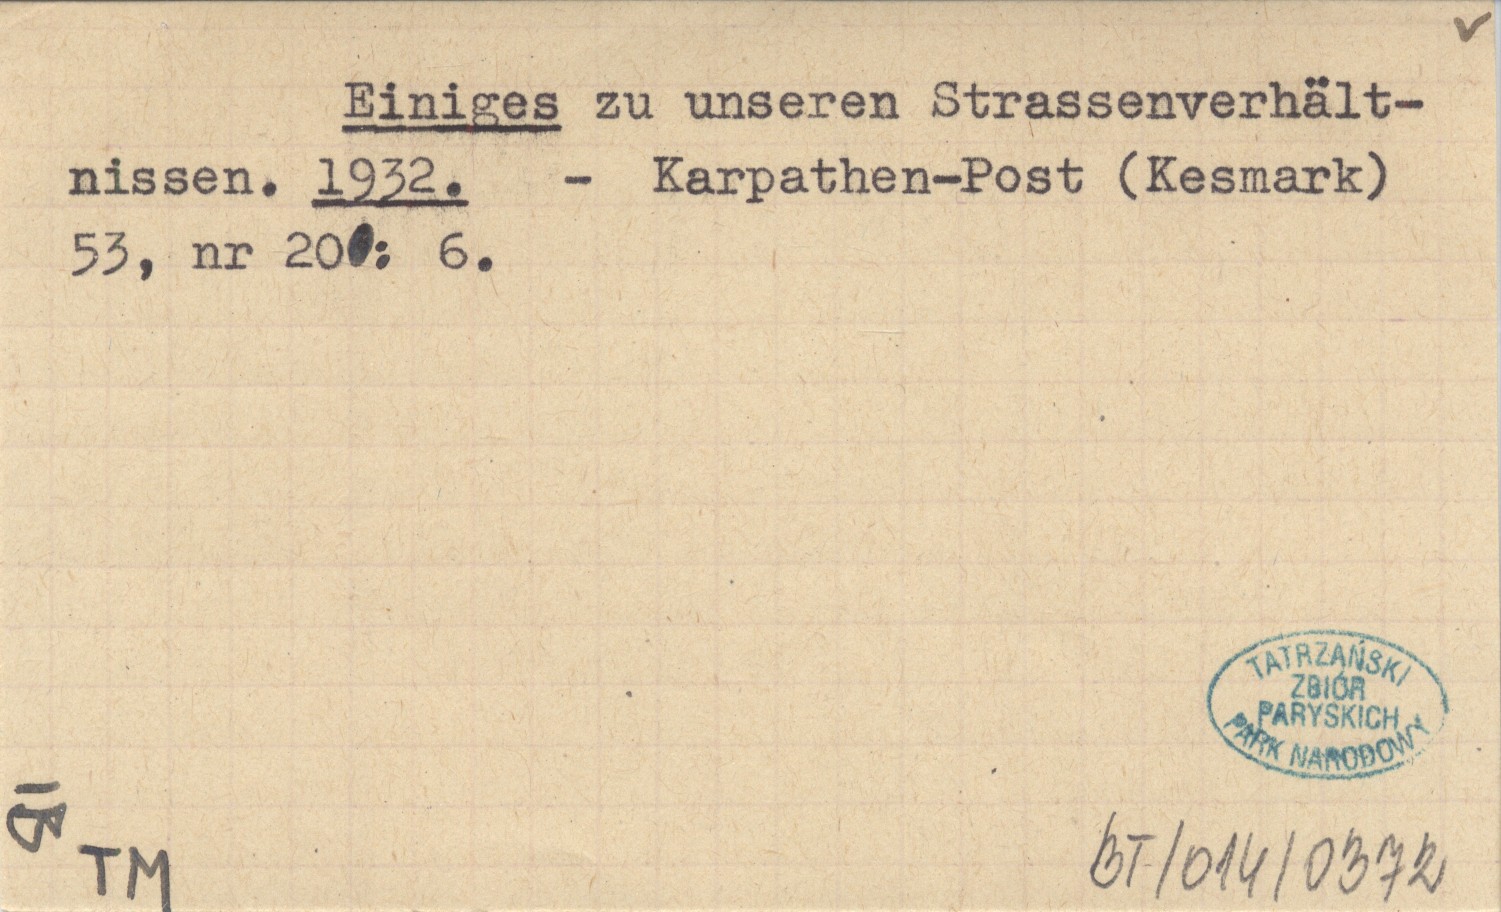 Einiges zu unseren Strassenverhält-
nissen. 1932. - Karpathen-Post (Kesmark)
53, nr 20: 6.
TATRZAŃSKI
ZBIÓR
PARYSKICH
PARK NARODOWY
TM
BT/014/0372